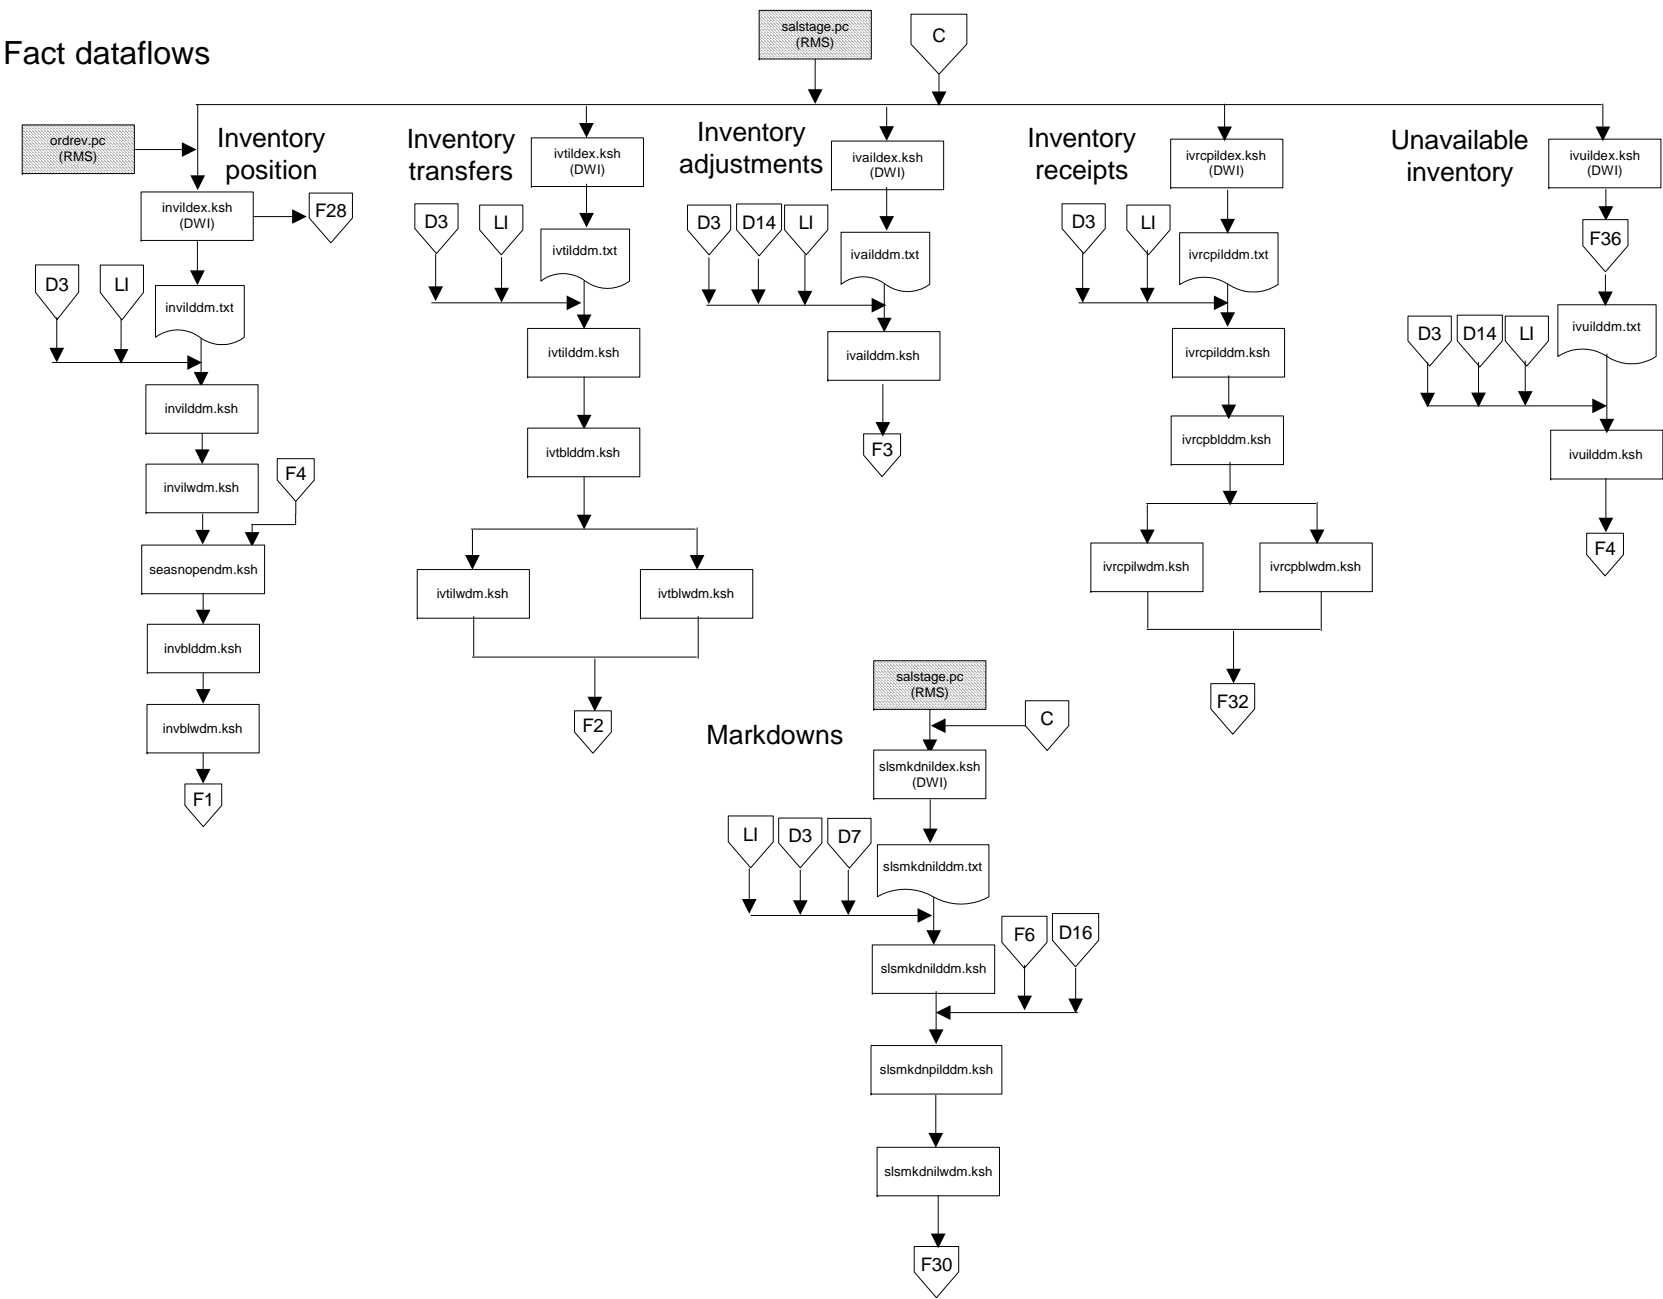 Fact dataflows
salstage.pc
(RMS)
C
ordrev.pc
(RMS)
Inventory
position
invildex.ksh
(DWI)
F28
D3
LI
invilddm.txt
invilddm.ksh
invilwdm.ksh
F4
seasnopendm.ksh
invblddm.ksh
invblwdm.ksh
F1
Inventory
transfers
ivtildex.ksh
(DWI)
D3
LI
ivtilddm.txt
ivtilddm.ksh
ivtblddm.ksh
ivtilwdm.ksh
ivtblwdm.ksh
F2
Inventory
adjustments
ivaildex.ksh
(DWI)
D3
D14
LI
ivailddm.txt
ivailddm.ksh
F3
Inventory
receipts
ivrcpildex.ksh
(DWI)
D3
LI
ivrcpilddm.txt
ivrcpilddm.ksh
ivrcpblddm.ksh
ivrcpilwdm.ksh
ivrcpblwdm.ksh
F32
Unavailable
inventory
ivuildex.ksh
(DWI)
F36
D3
D14
LI
ivuilddm.txt
ivuilddm.ksh
F4
Markdowns
salstage.pc
(RMS)
C
slsmkdnildex.ksh
(DWI)
LI
D3
D7
slsmkdnilddm.txt
slsmkdnilddm.ksh
F6
D16
slsmkdnpilddm.ksh
slsmkdnilwdm.ksh
F30